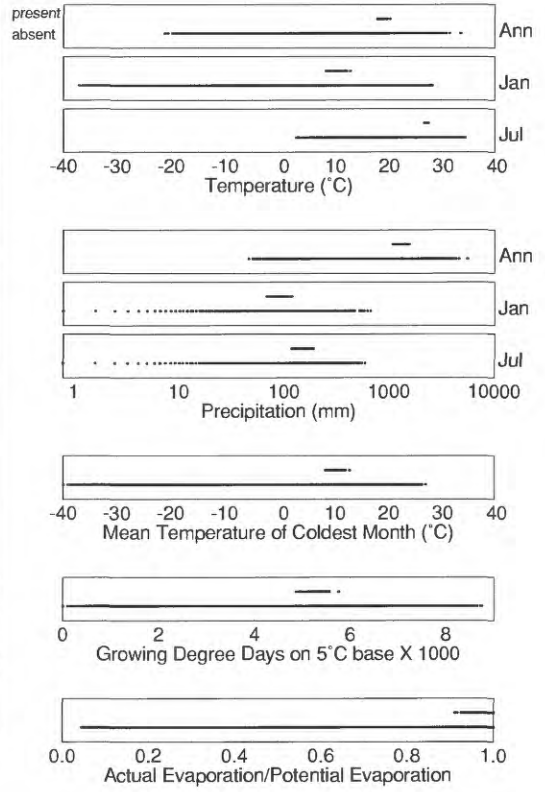 present
absent
Ann
Jan
Jul
-40 -30 -20 -10 0 10 20 30 40
Temperature (˚C)
Ann
Jan
Jul
1 10 100 1000 10000
Precipitation (mm)
-40 -30 -20 -10 0 10 20 30 40
Mean Temperature of Coldest Month (˚C)
0 2 4 6 8
Growing Degree Days on 5˚C base X 1000
0.0 0.2 0.4 0.6 0.8 1.0
Actual Evaporation/Potential Evaporation